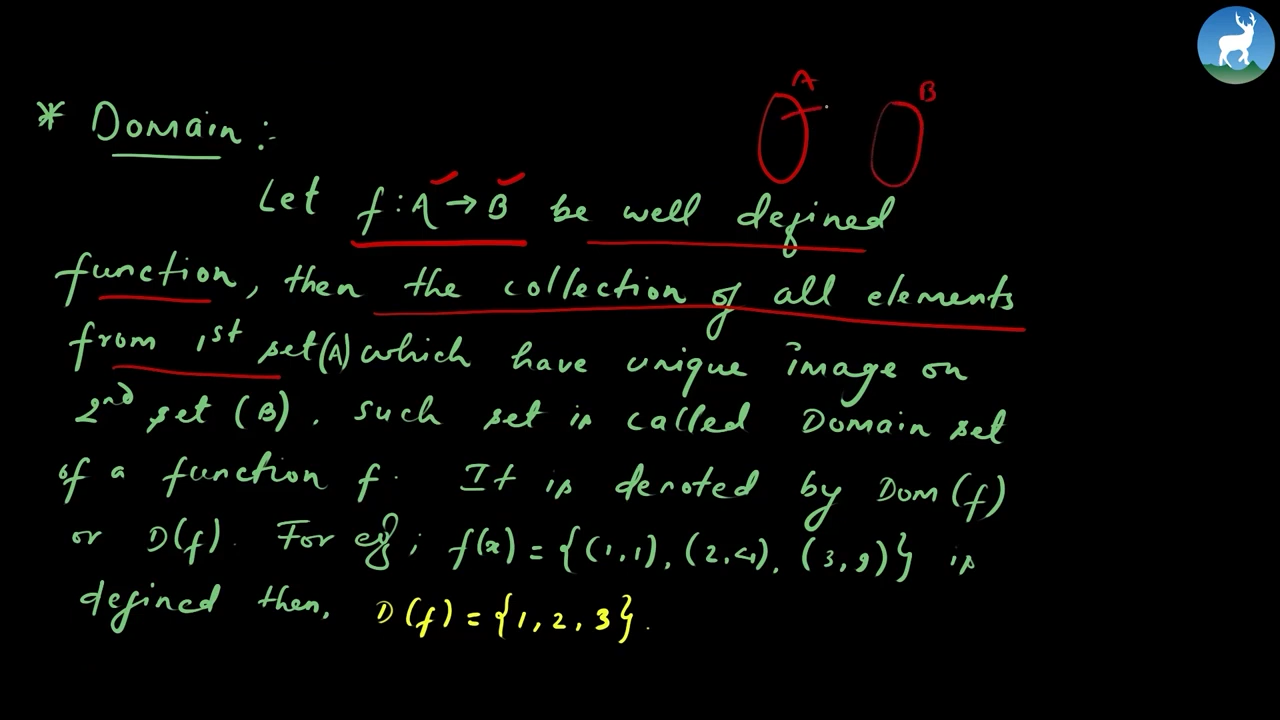 * Domain :-
A B
Let f : A → B be well defined
function, then the collection of all elements
from 1st set (A) which have unique image on
2nd set (B). such set is called Domain set
of a function f. It is denoted by Dom (f)
or D(f). For eg; f(x) = {(1,1), (2,4), (3,9)} is
defined then, D(f) = {1, 2, 3}.